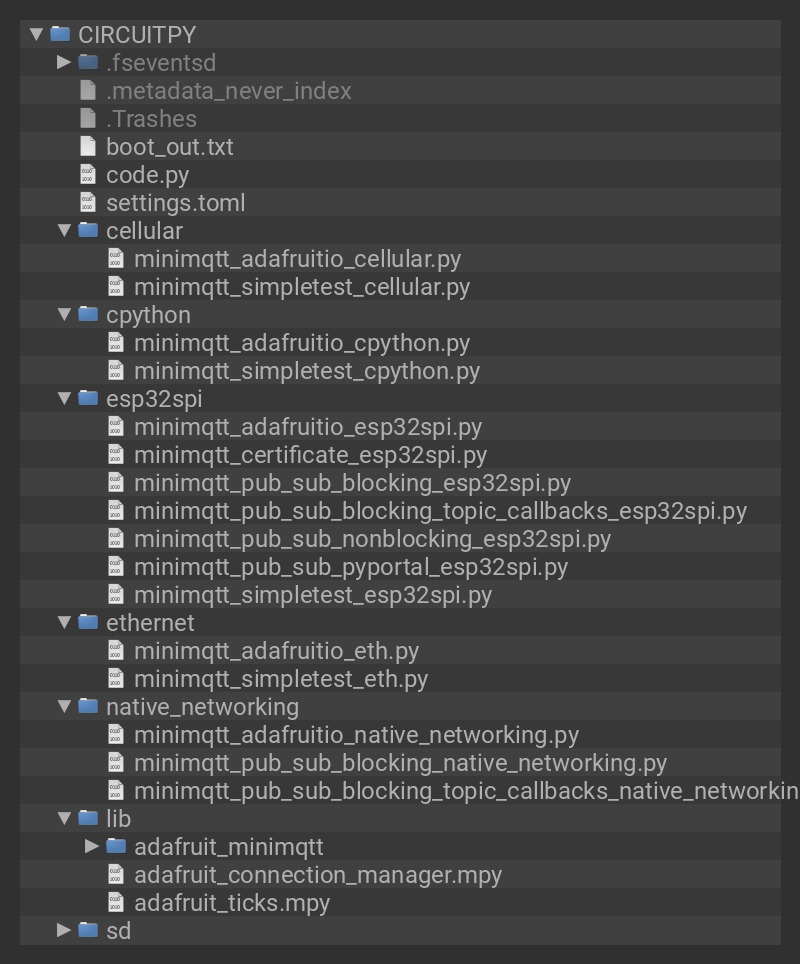 CIRCUITPY
.fseventsd
.metadata_never_index
.Trashes
boot_out.txt
code.py
settings.toml
cellular
minimqtt_adafruitio_cellular.py
minimqtt_simpletest_cellular.py
cpython
minimqtt_adafruitio_cpython.py
minimqtt_simpletest_cpython.py
esp32spi
minimqtt_adafruitio_esp32spi.py
minimqtt_certificate_esp32spi.py
minimqtt_pub_sub_blocking_esp32spi.py
minimqtt_pub_sub_blocking_topic_callbacks_esp32spi.py
minimqtt_pub_sub_nonblocking_esp32spi.py
minimqtt_pub_sub_pyportal_esp32spi.py
minimqtt_simpletest_esp32spi.py
ethernet
minimqtt_adafruitio_eth.py
minimqtt_simpletest_eth.py
native_networking
minimqtt_adafruitio_native_networking.py
minimqtt_pub_sub_blocking_native_networking.py
minimqtt_pub_sub_blocking_topic_callbacks_native_networkin
lib
adafruit_minimqtt
adafruit_connection_manager.mpy
adafruit_ticks.mpy
sd